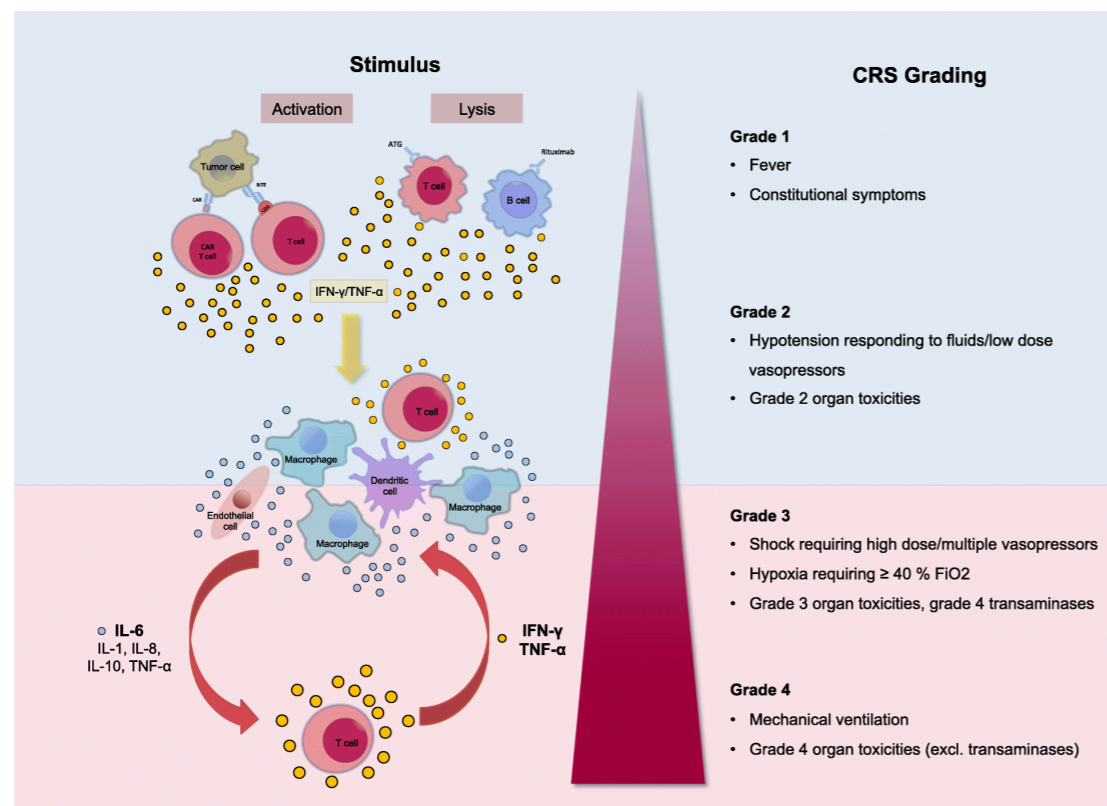 Stimulus
Activation
Lysis
ATG
Rituximab
Tumor cell
BITE
CAR
CD3
T cell
B cell
CAR
T cell
T cell
IFN-γ/TNF-α
T cell
Macrophage
Dendritic
cell
Macrophage
Endothelial
cell
Macrophage
IL-6
IL-1, IL-8,
IL-10, TNF-α
IFN-γ
TNF-α
T cell
CRS Grading
Grade 1
• Fever
• Constitutional symptoms
Grade 2
• Hypotension responding to fluids/low dose
vasopressors
• Grade 2 organ toxicities
Grade 3
• Shock requiring high dose/multiple vasopressors
• Hypoxia requiring ≥ 40 % FiO2
• Grade 3 organ toxicities, grade 4 transaminases
Grade 4
• Mechanical ventilation
• Grade 4 organ toxicities (excl. transaminases)